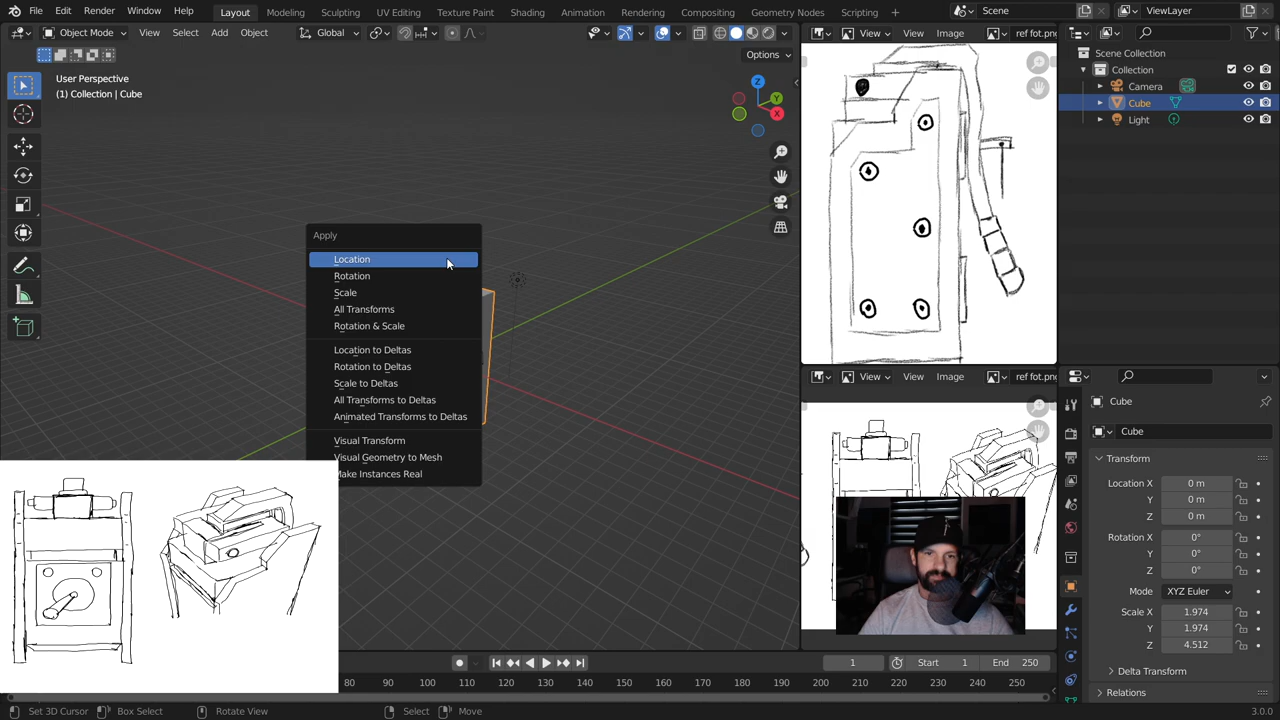 File Edit Render Window Help Layout Modeling Sculpting UV Editing Texture Paint Shading Animation Rendering Compositing Geometry Nodes Scripting Scene ViewLayer
Object Mode View Select Add Object Global View View Image ref fot.png
Options
User Perspective
(1) Collection | Cube
Z
Y
X
Scene Collection
Collection
Camera
Cube
Light
Apply
Location
Rotation
Scale
All Transforms
Rotation & Scale
Location to Deltas
Rotation to Deltas
Scale to Deltas
All Transforms to Deltas
Animated Transforms to Deltas
Visual Transform
Visual Geometry to Mesh
Make Instances Real
View View Image ref fot.png
Cube
Cube
Transform
Location X 0 m
Y 0 m
Z 0 m
Rotation X 0°
Y 0°
Z 0°
Mode XYZ Euler
Scale X 1.974
Y 1.974
Z 4.512
Delta Transform
Relations
1 Start 1 End 250
80 90 100 110 120 130 140 150 160 170 180 190 200 210 220 230 240 250
Set 3D Cursor Box Select Rotate View Select Move 3.0.0